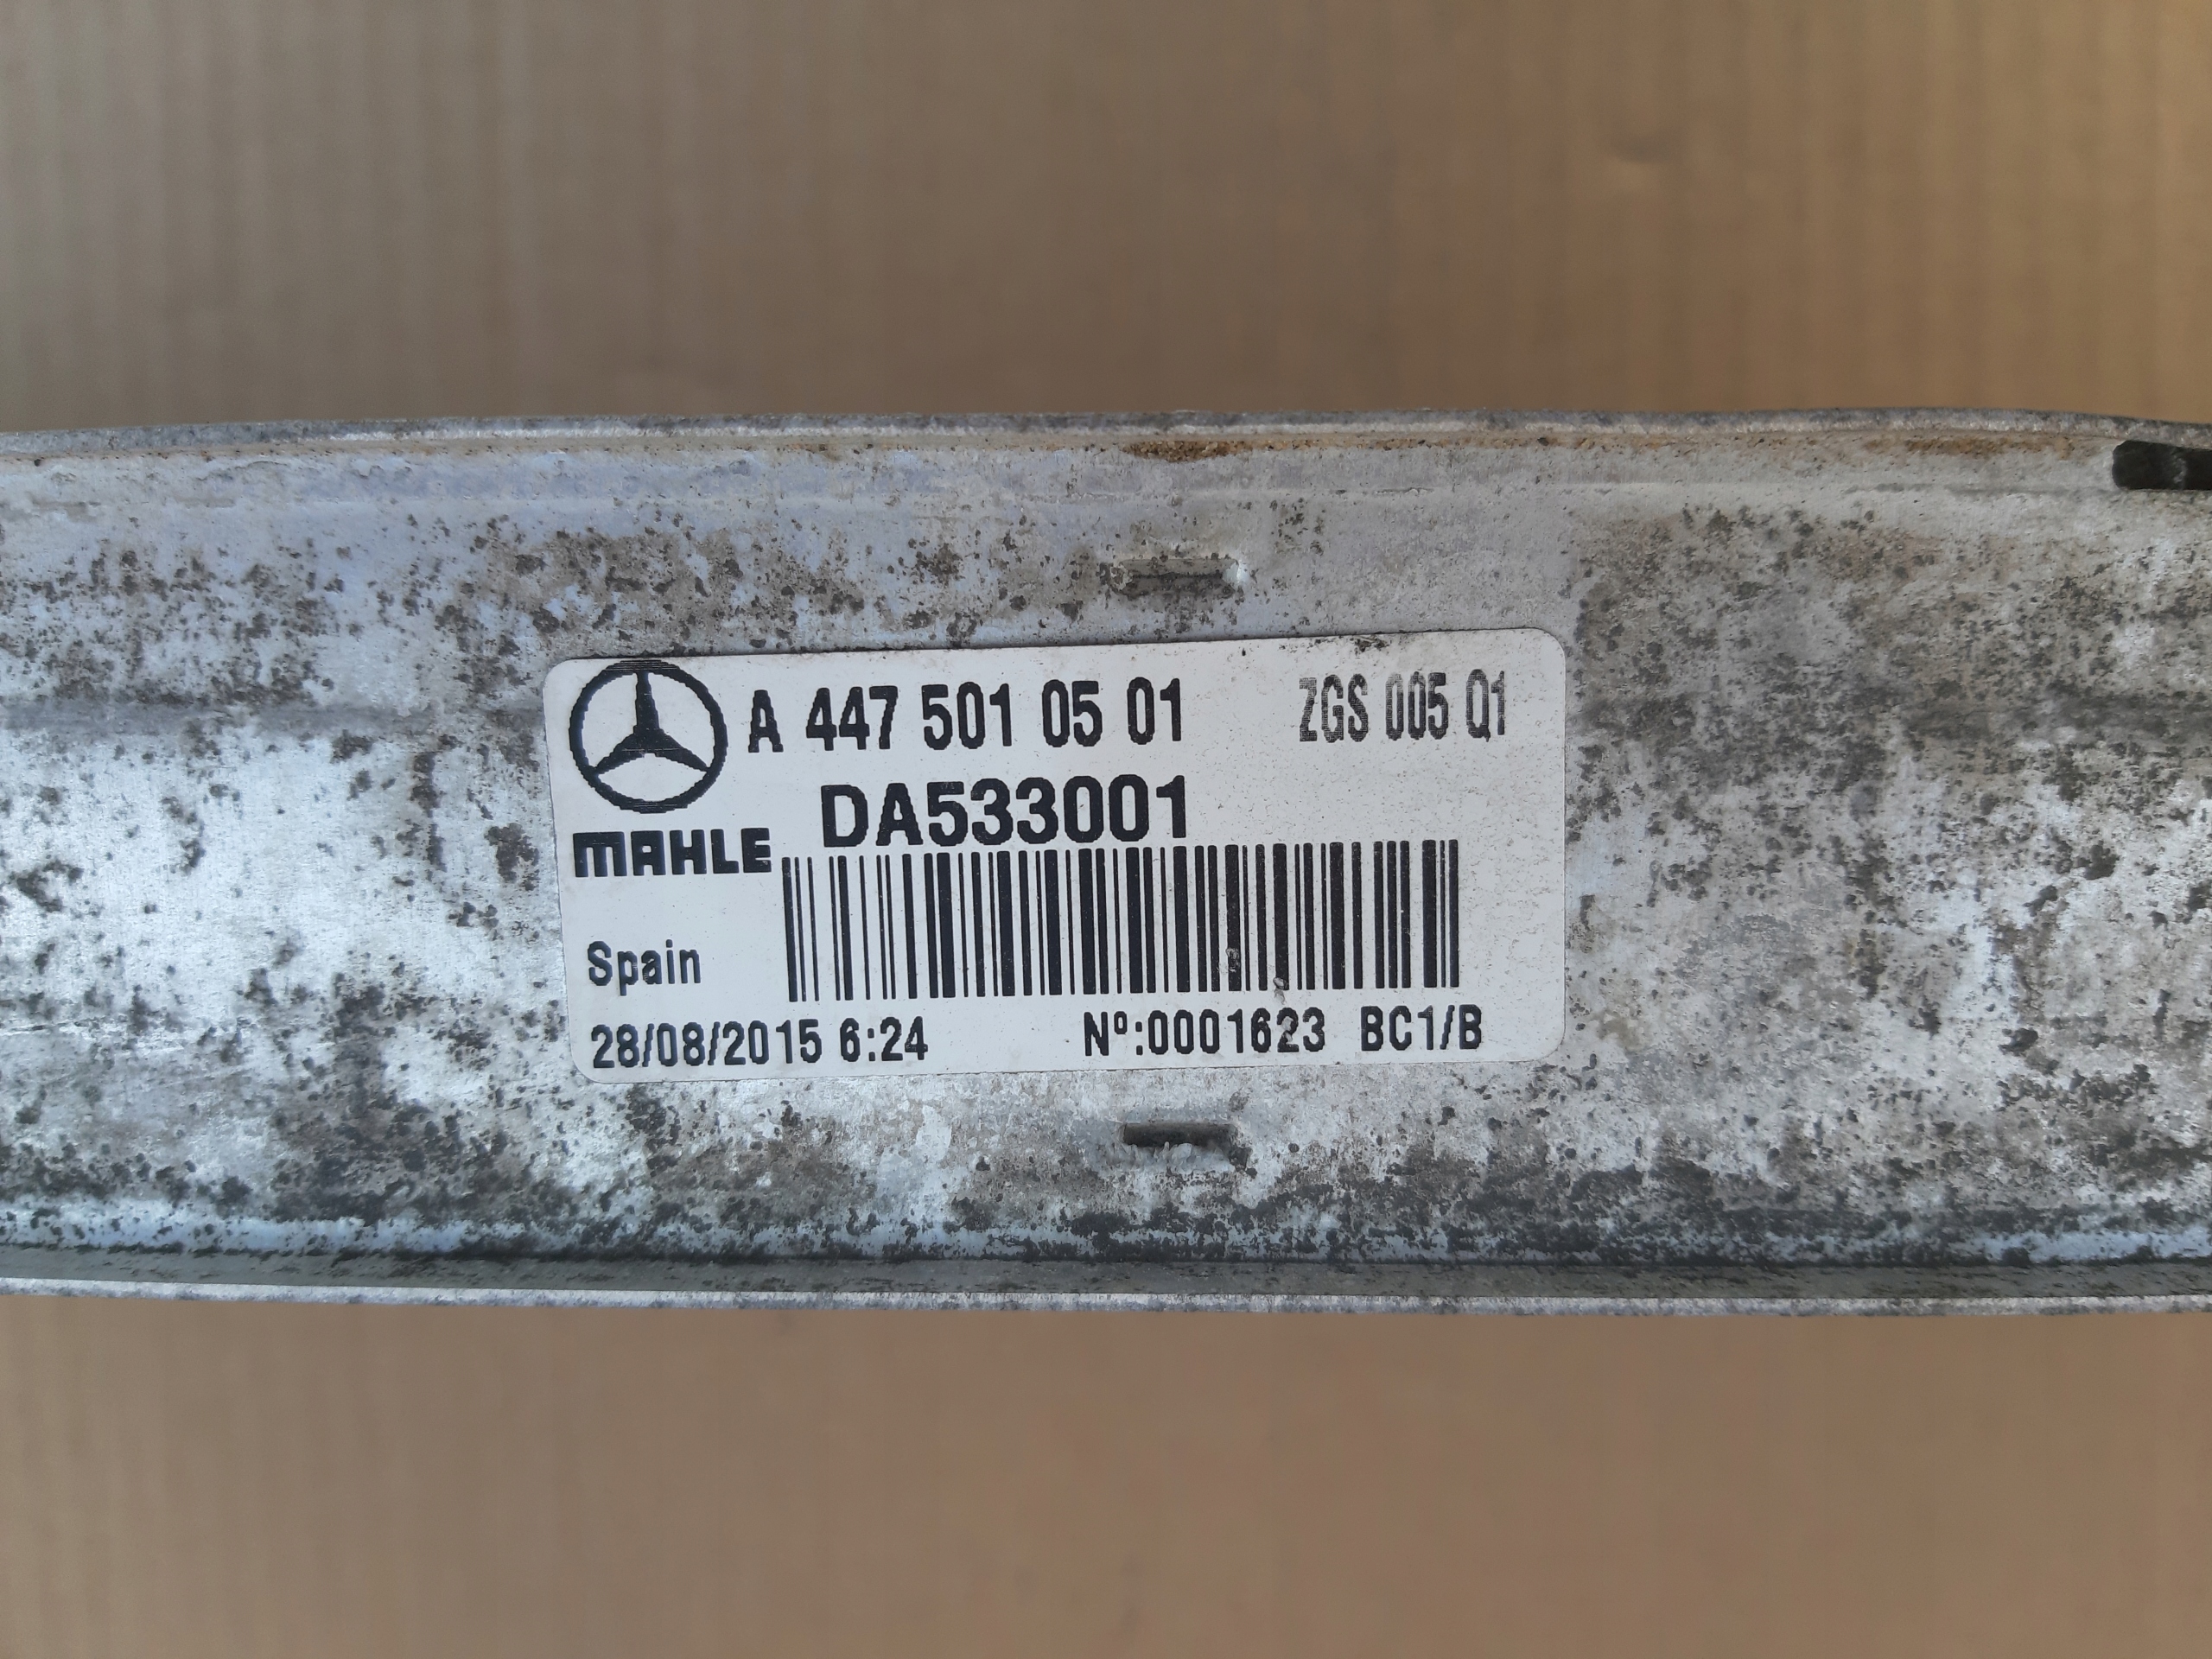 A 447 501 05 01 ZGS 005 Q1
DA533001
MAHLE
Spain
28/08/2015 6:24 Nº:0001623 BC1/B